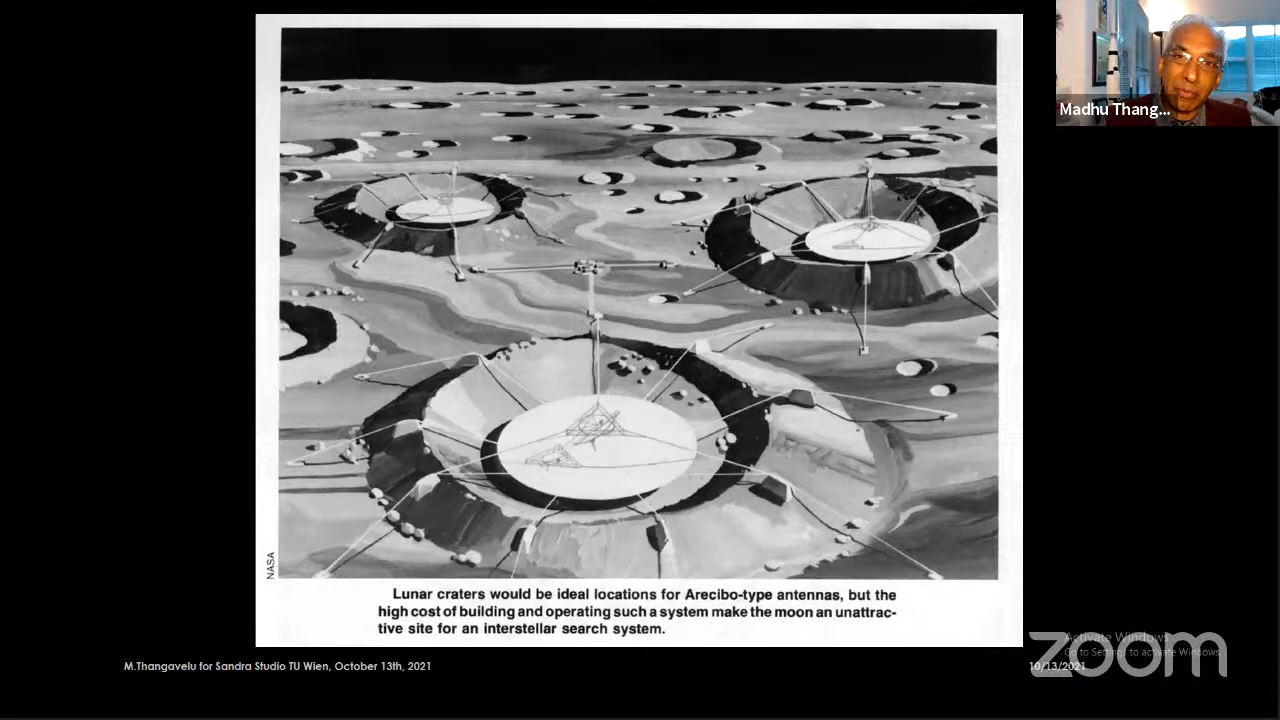 Madhu Thang...
NASA
Lunar craters would be ideal locations for Arecibo-type antennas, but the
high cost of building and operating such a system make the moon an unattrac-
tive site for an interstellar search system.
M.Thangavelu for Sandra Studio TU Wien, October 13th, 2021
10/13/2021
Activate Windows
Go to Settings to activate Windows.
zoom